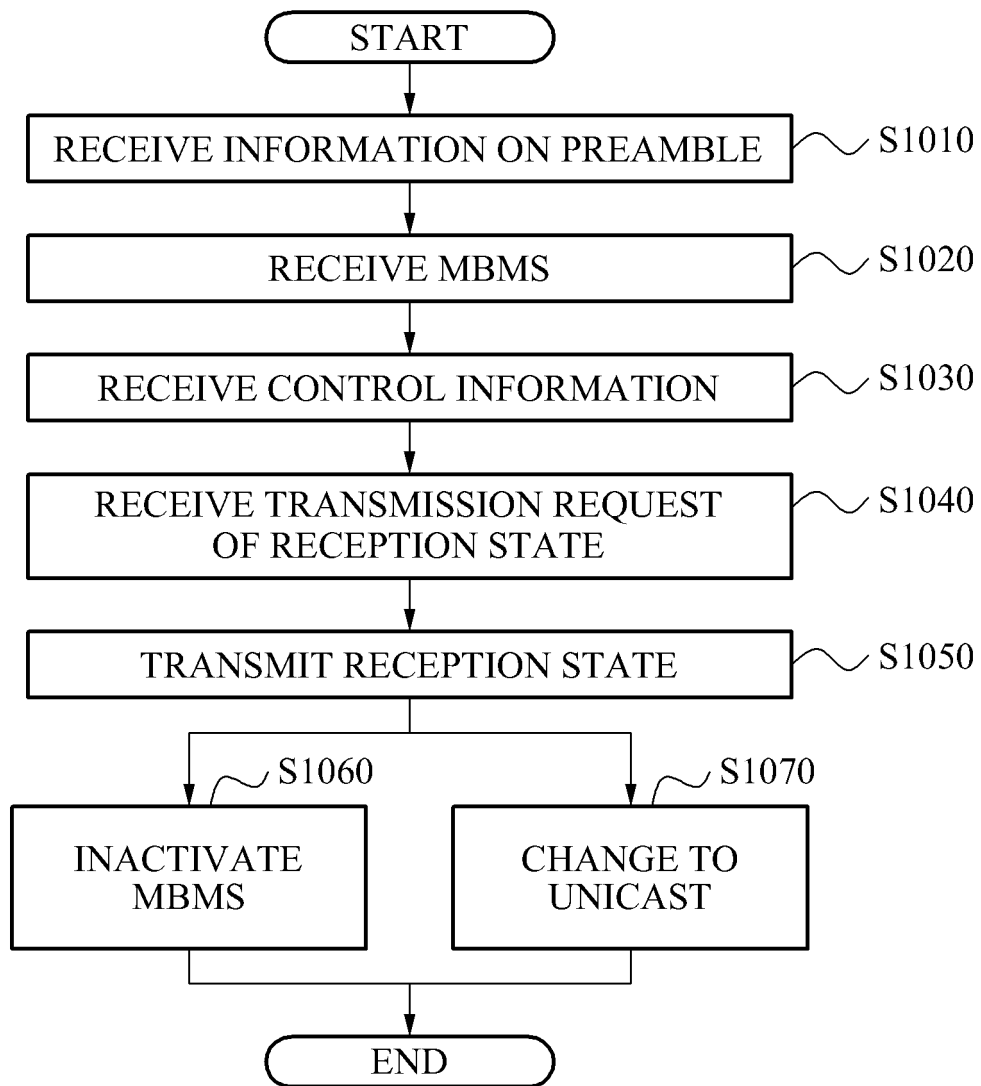 START
RECEIVE INFORMATION ON PREAMBLE
S1010
RECEIVE MBMS
S1020
RECEIVE CONTROL INFORMATION
S1030
RECEIVE TRANSMISSION REQUEST
OF RECEPTION STATE
S1040
TRANSMIT RECEPTION STATE
S1050
S1060
INACTIVATE
MBMS
S1070
CHANGE TO
UNICAST
END